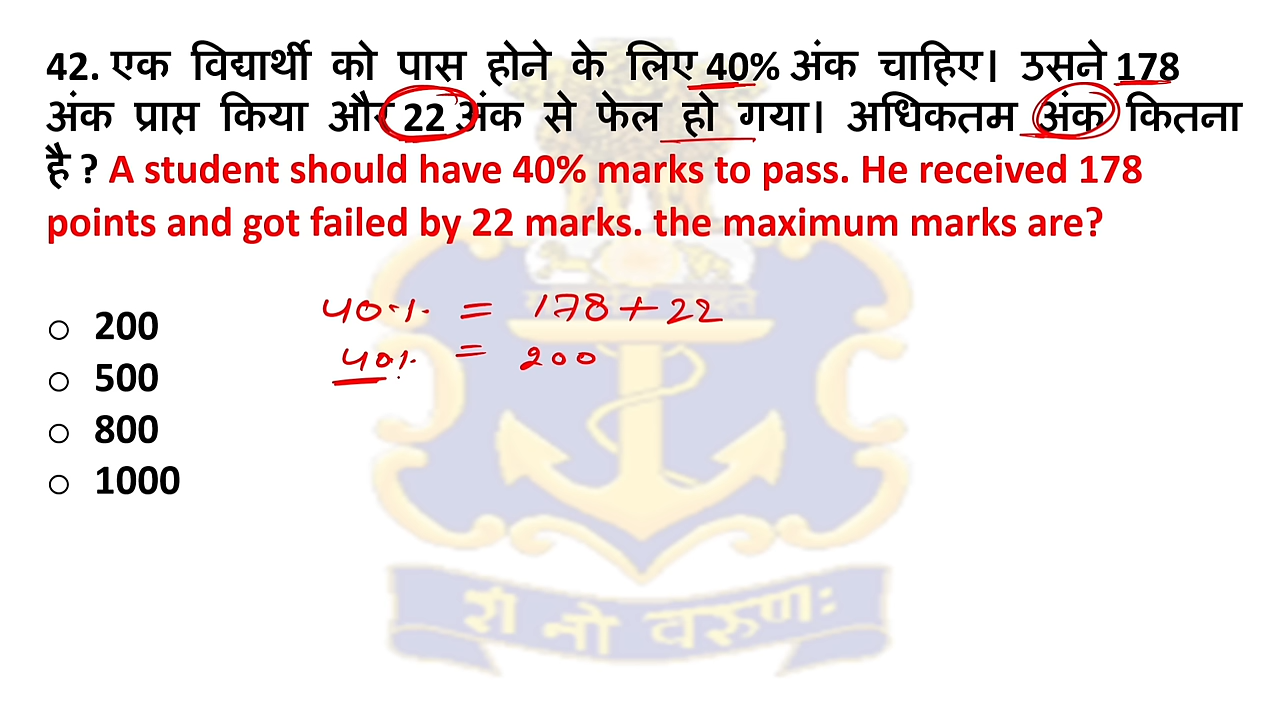 42. एक विद्यार्थी को पास होने के लिए 40% अंक चाहिए। उसने 178
अंक प्राप्त किया और 22 अंक से फेल हो गया। अधिकतम अंक कितना
है ? A student should have 40% marks to pass. He received 178
points and got failed by 22 marks. the maximum marks are?
40% = 178 + 22
40% = 200
○ 200
○ 500
○ 800
○ 1000
शं नो वरुणः